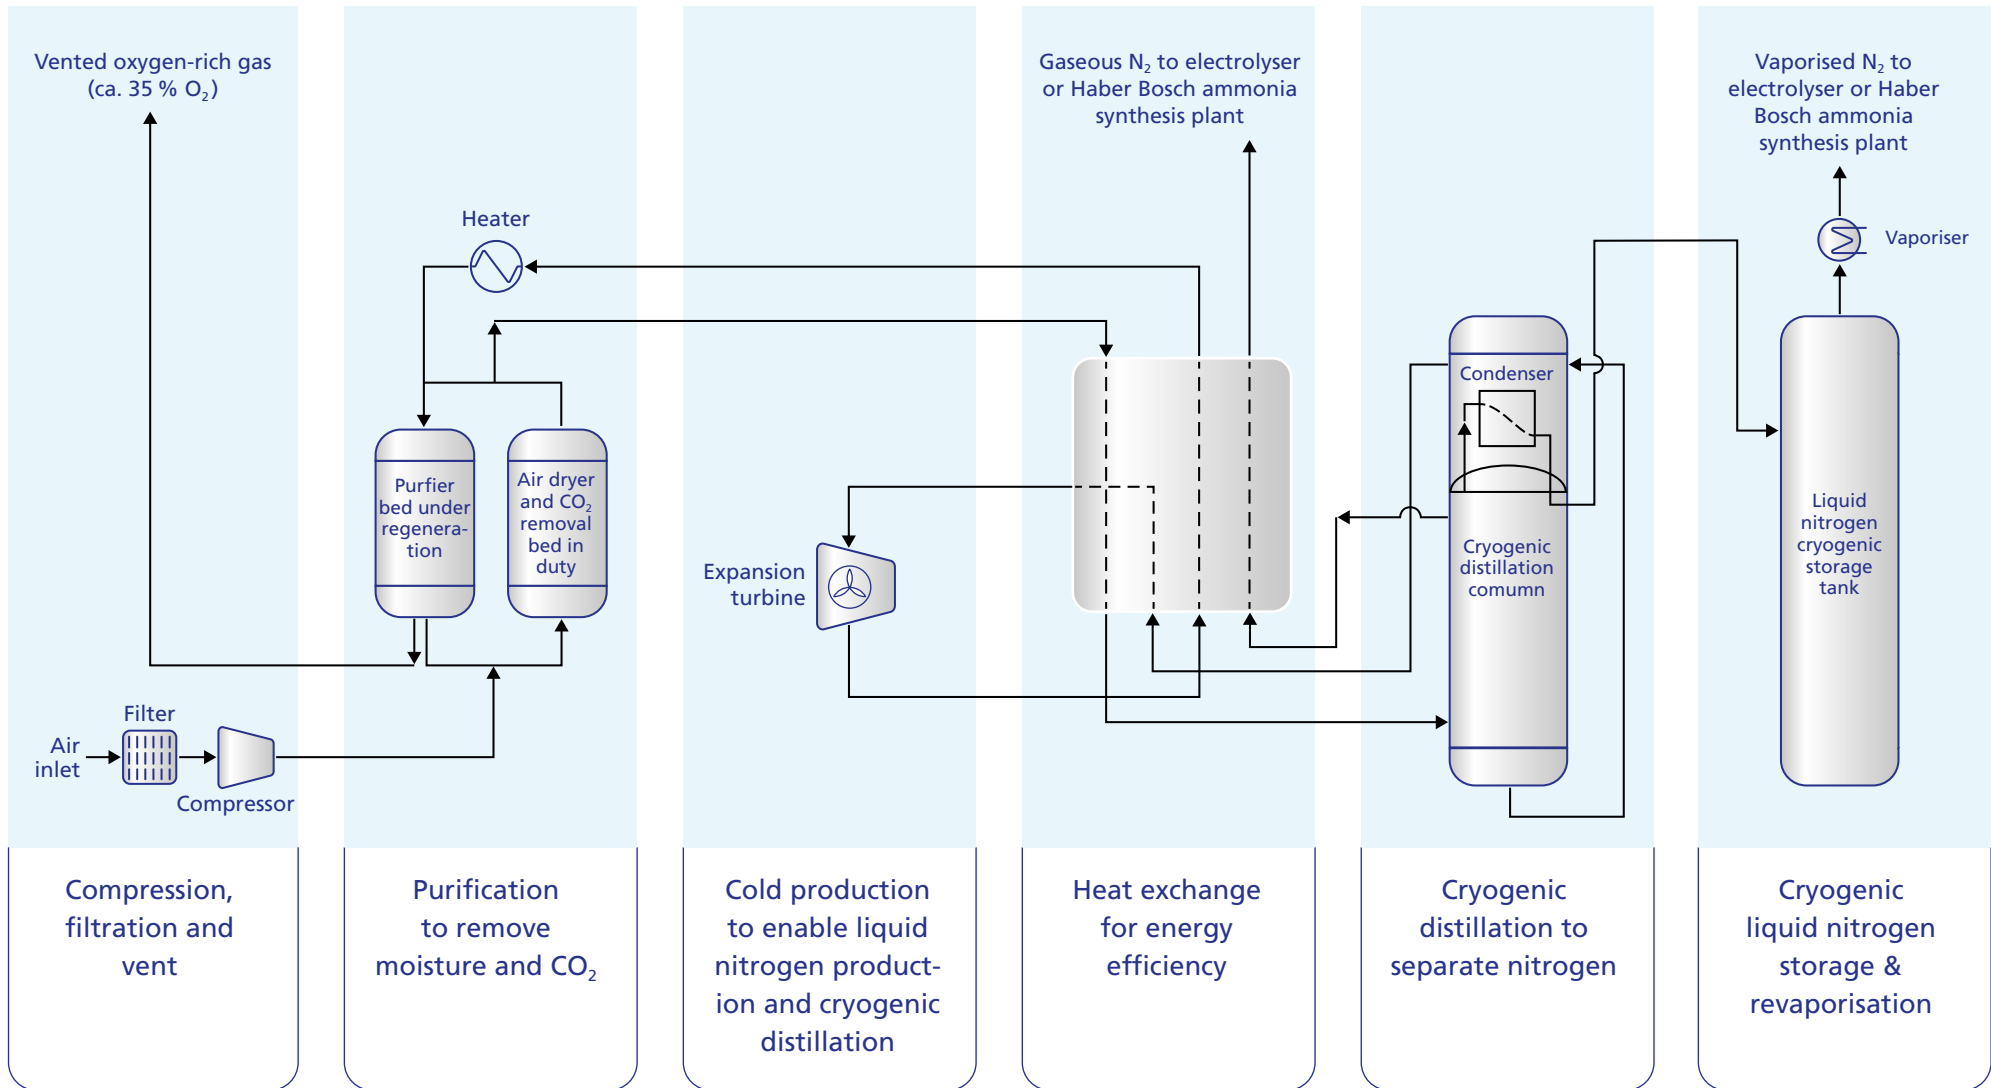 Vented oxygen-rich gas
(ca. 35 % O₂)
Gaseous N₂ to electrolyser
or Haber Bosch ammonia
synthesis plant
Vaporised N₂ to
electrolyser or Haber
Bosch ammonia
synthesis plant
Heater
Vaporiser
Condenser
Purfier
bed under
regenera-
tion
Air dryer
and CO₂
removal
bed in
duty
Expansion
turbine
Cryogenic
distillation
comumn
Liquid
nitrogen
cryogenic
storage
tank
Filter
Air
inlet
Compressor
Compression,
filtration and
vent
Purification
to remove
moisture and CO₂
Cold production
to enable liquid
nitrogen product-
ion and cryogenic
distillation
Heat exchange
for energy
efficiency
Cryogenic
distillation to
separate nitrogen
Cryogenic
liquid nitrogen
storage &
revaporisation